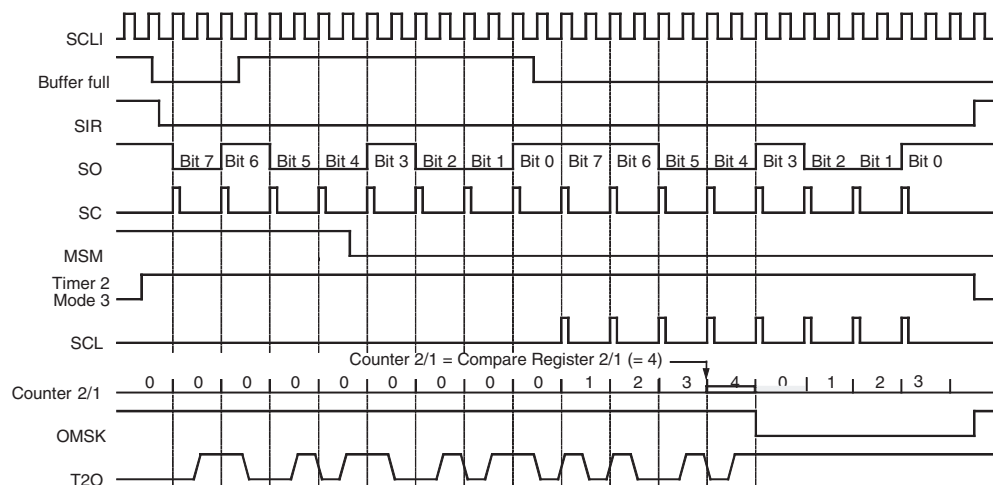 SCLI
Buffer full
SIR
SO Bit 7 Bit 6 Bit 5 Bit 4 Bit 3 Bit 2 Bit 1 Bit 0 Bit 7 Bit 6 Bit 5 Bit 4 Bit 3 Bit 2 Bit 1 Bit 0
SC
MSM
Timer 2
Mode 3
SCL
Counter 2/1 = Compare Register 2/1 (= 4)
Counter 2/1 0 0 0 0 0 0 0 0 0 1 2 3 4 0 1 2 3
OMSK
T2O